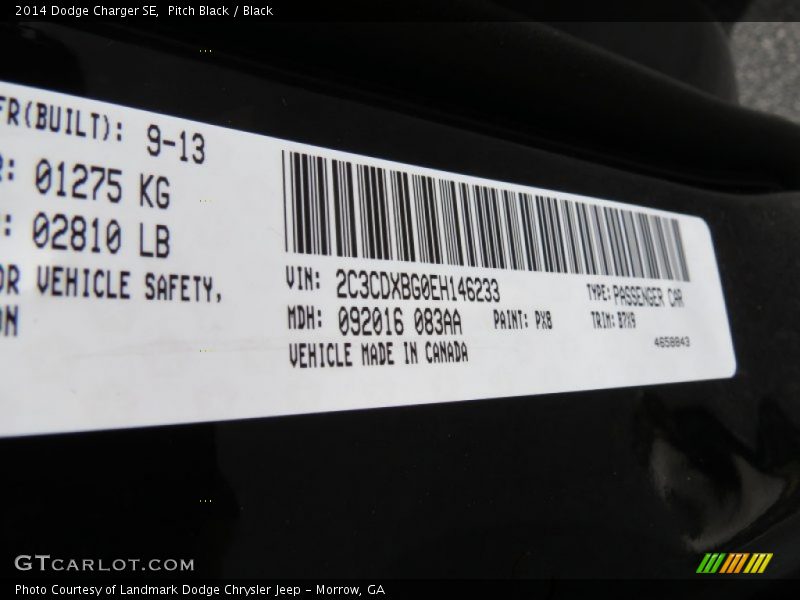 2014 Dodge Charger SE, Pitch Black / Black
FR(BUILT): 9-13
: 01275 KG
: 02810 LB
OR VEHICLE SAFETY,
ON
VIN: 2C3CDXBG0EH146233
TYPE: PASSENGER CAR
MDH: 092016 083AA
PAINT: PX8
TRIM: B7X9
VEHICLE MADE IN CANADA
4658843
GTCARLOT.COM
Photo Courtesy of Landmark Dodge Chrysler Jeep - Morrow, GA